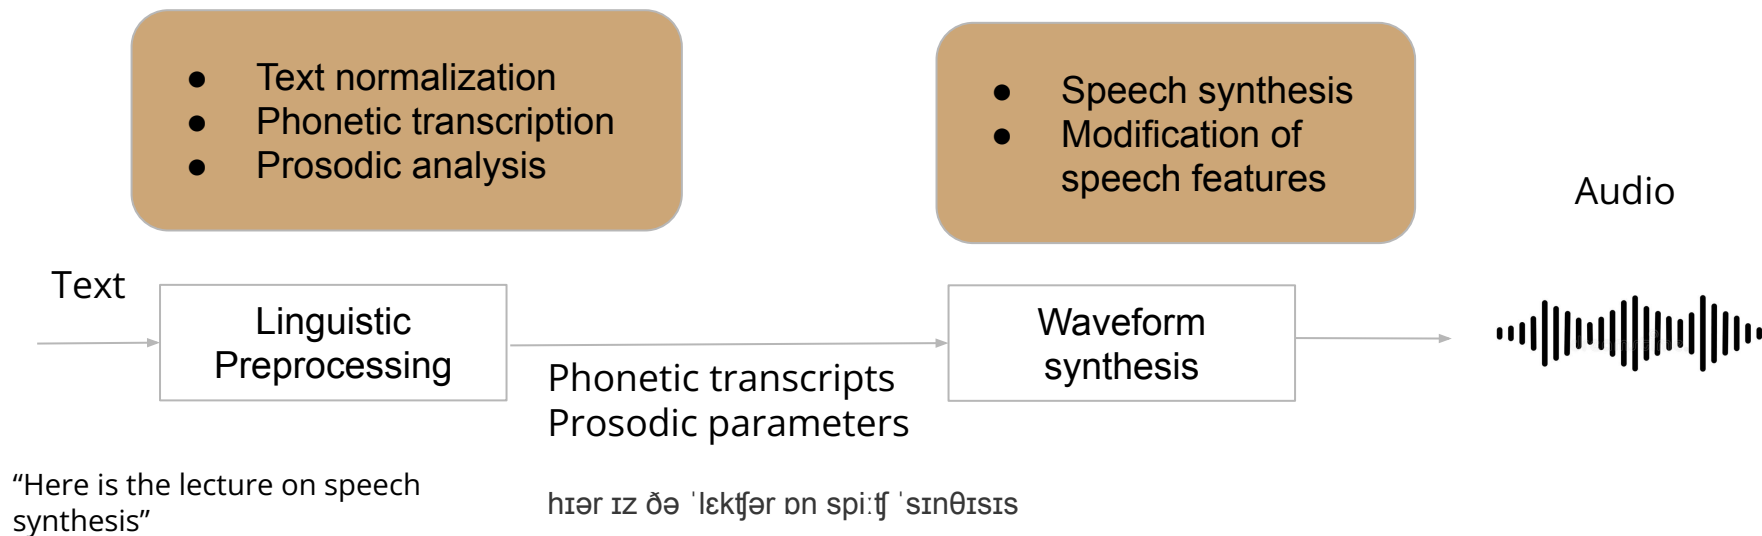 ● Text normalization
● Phonetic transcription
● Prosodic analysis
● Speech synthesis
● Modification of
speech features
Audio
Text
Linguistic
Preprocessing
Waveform
synthesis
Phonetic transcripts
Prosodic parameters
“Here is the lecture on speech
synthesis”
hɪər ɪz ðə ˈlɛkʧər ɒn spiːʧ ˈsɪnθɪsɪs